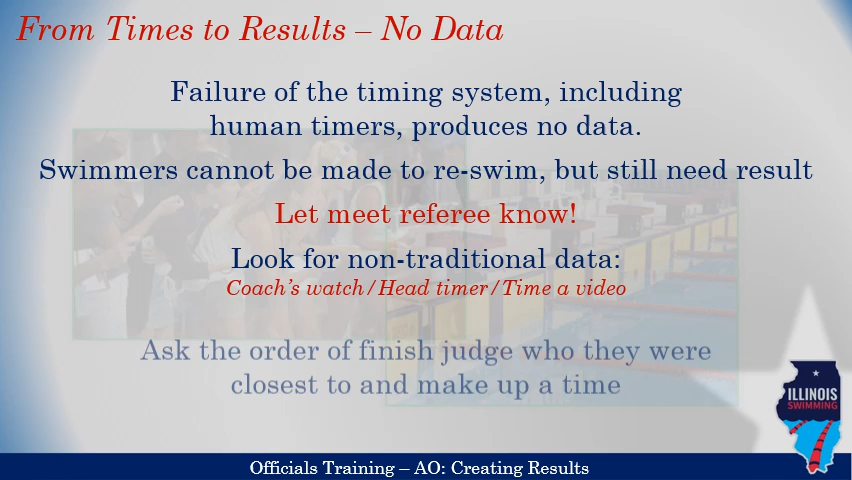 From Times to Results – No Data
Failure of the timing system, including
human timers, produces no data.
Swimmers cannot be made to re-swim, but still need result
Let meet referee know!
Look for non-traditional data:
Coach's watch/Head timer/Time a video
Ask the order of finish judge who they were
closest to and make up a time
ILLINOIS
SWIMMING
Officials Training – AO: Creating Results